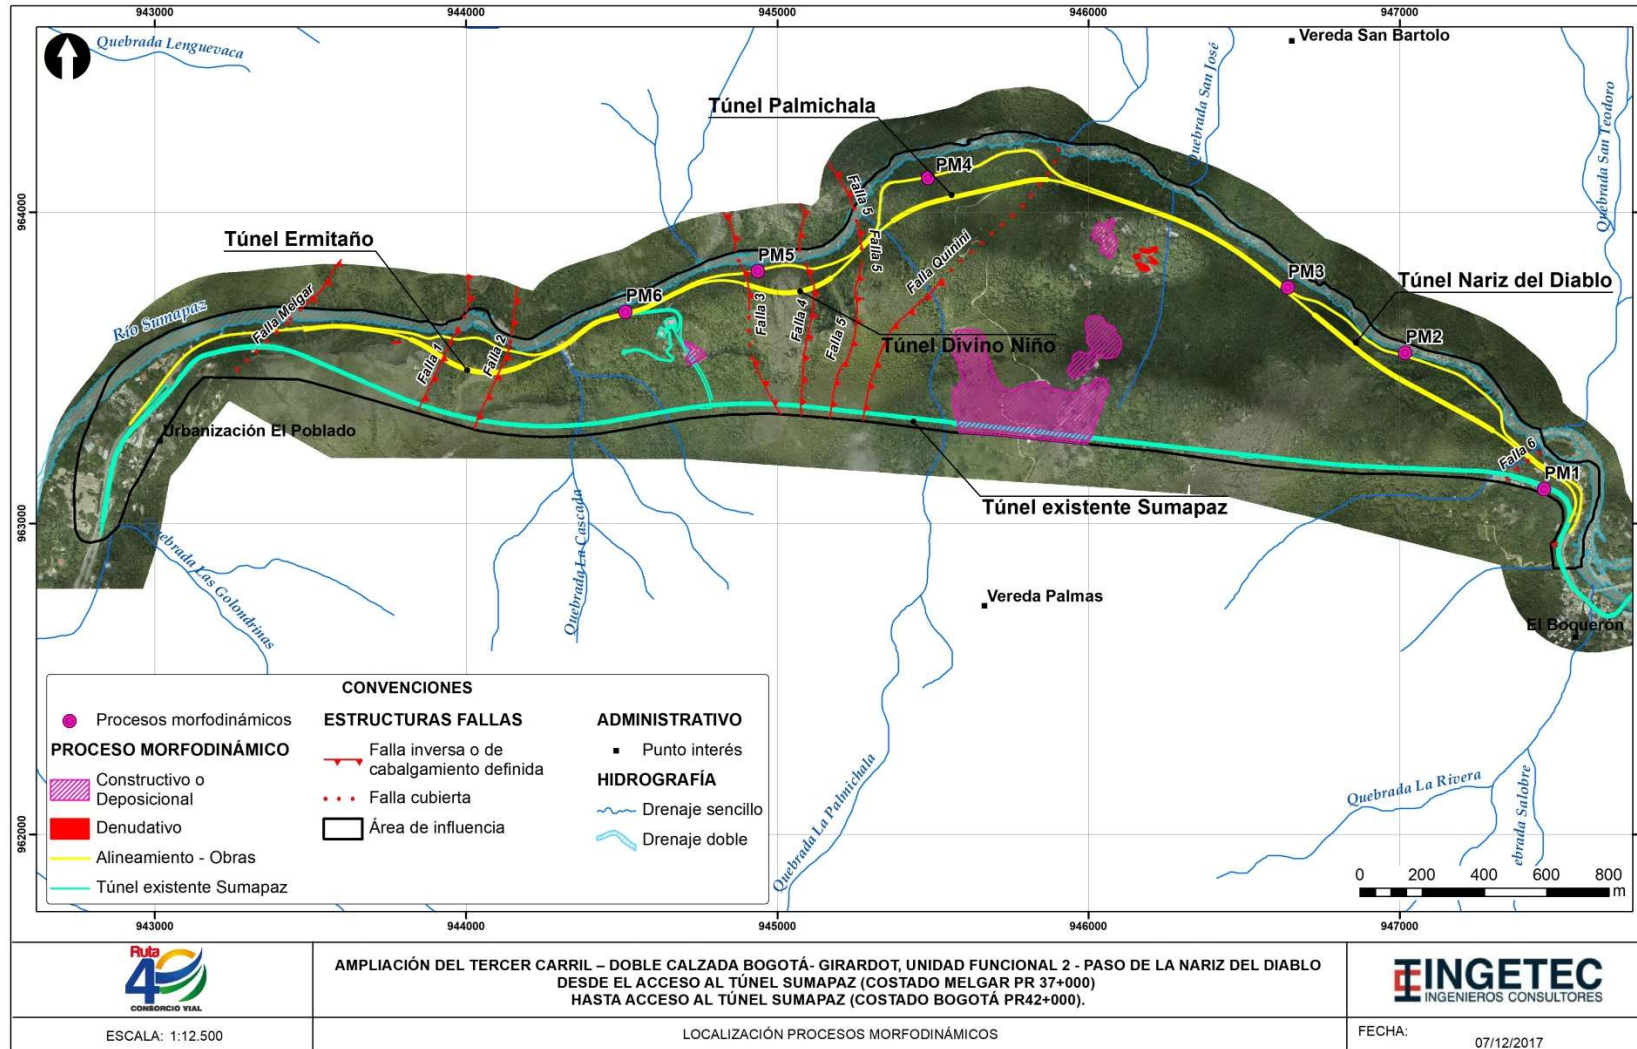 943000
944000
945000
946000
947000
Quebrada Lenguevaca
Vereda San Bartolo
Quebrada San José
Quebrada San Teodoro
Túnel Palmichala
PM4
964000
964000
Falla 5
Túnel Ermitaño
PM5
Falla 5
Falla Quinini
PM3
Túnel Nariz del Diablo
Río Sumapaz
Falla Melgar
PM6
Falla 3
Falla 4
Falla 5
Túnel Divino Niño
PM2
Falla 1
Falla 2
Urbanización El Poblado
Falla 6
PM1
Túnel existente Sumapaz
963000
963000
Quebrada Las Golondrinas
Quebrada La Cascada
Vereda Palmas
El Boquerón
Quebrada La Palmichala
Quebrada La Rivera
ebrada Salobre
CONVENCIONES
Procesos morfodinámicos
PROCESO MORFODINÁMICO
Constructivo o
Deposicional
Denudativo
Alineamiento - Obras
Túnel existente Sumapaz
ESTRUCTURAS FALLAS
Falla inversa o de
cabalgamiento definida
Falla cubierta
Área de influencia
ADMINISTRATIVO
Punto interés
HIDROGRAFÍA
Drenaje sencillo
Drenaje doble
962000
962000
0 200 400 600 800
m
943000
944000
945000
946000
947000
Ruta
40
CONSORCIO VIAL
AMPLIACIÓN DEL TERCER CARRIL – DOBLE CALZADA BOGOTÁ- GIRARDOT, UNIDAD FUNCIONAL 2 - PASO DE LA NARIZ DEL DIABLO
DESDE EL ACCESO AL TÚNEL SUMAPAZ (COSTADO MELGAR PR 37+000)
HASTA ACCESO AL TÚNEL SUMAPAZ (COSTADO BOGOTÁ PR42+000).
INGETEC
INGENIEROS CONSULTORES
ESCALA: 1:12.500
LOCALIZACIÓN PROCESOS MORFODINÁMICOS
FECHA:
07/12/2017